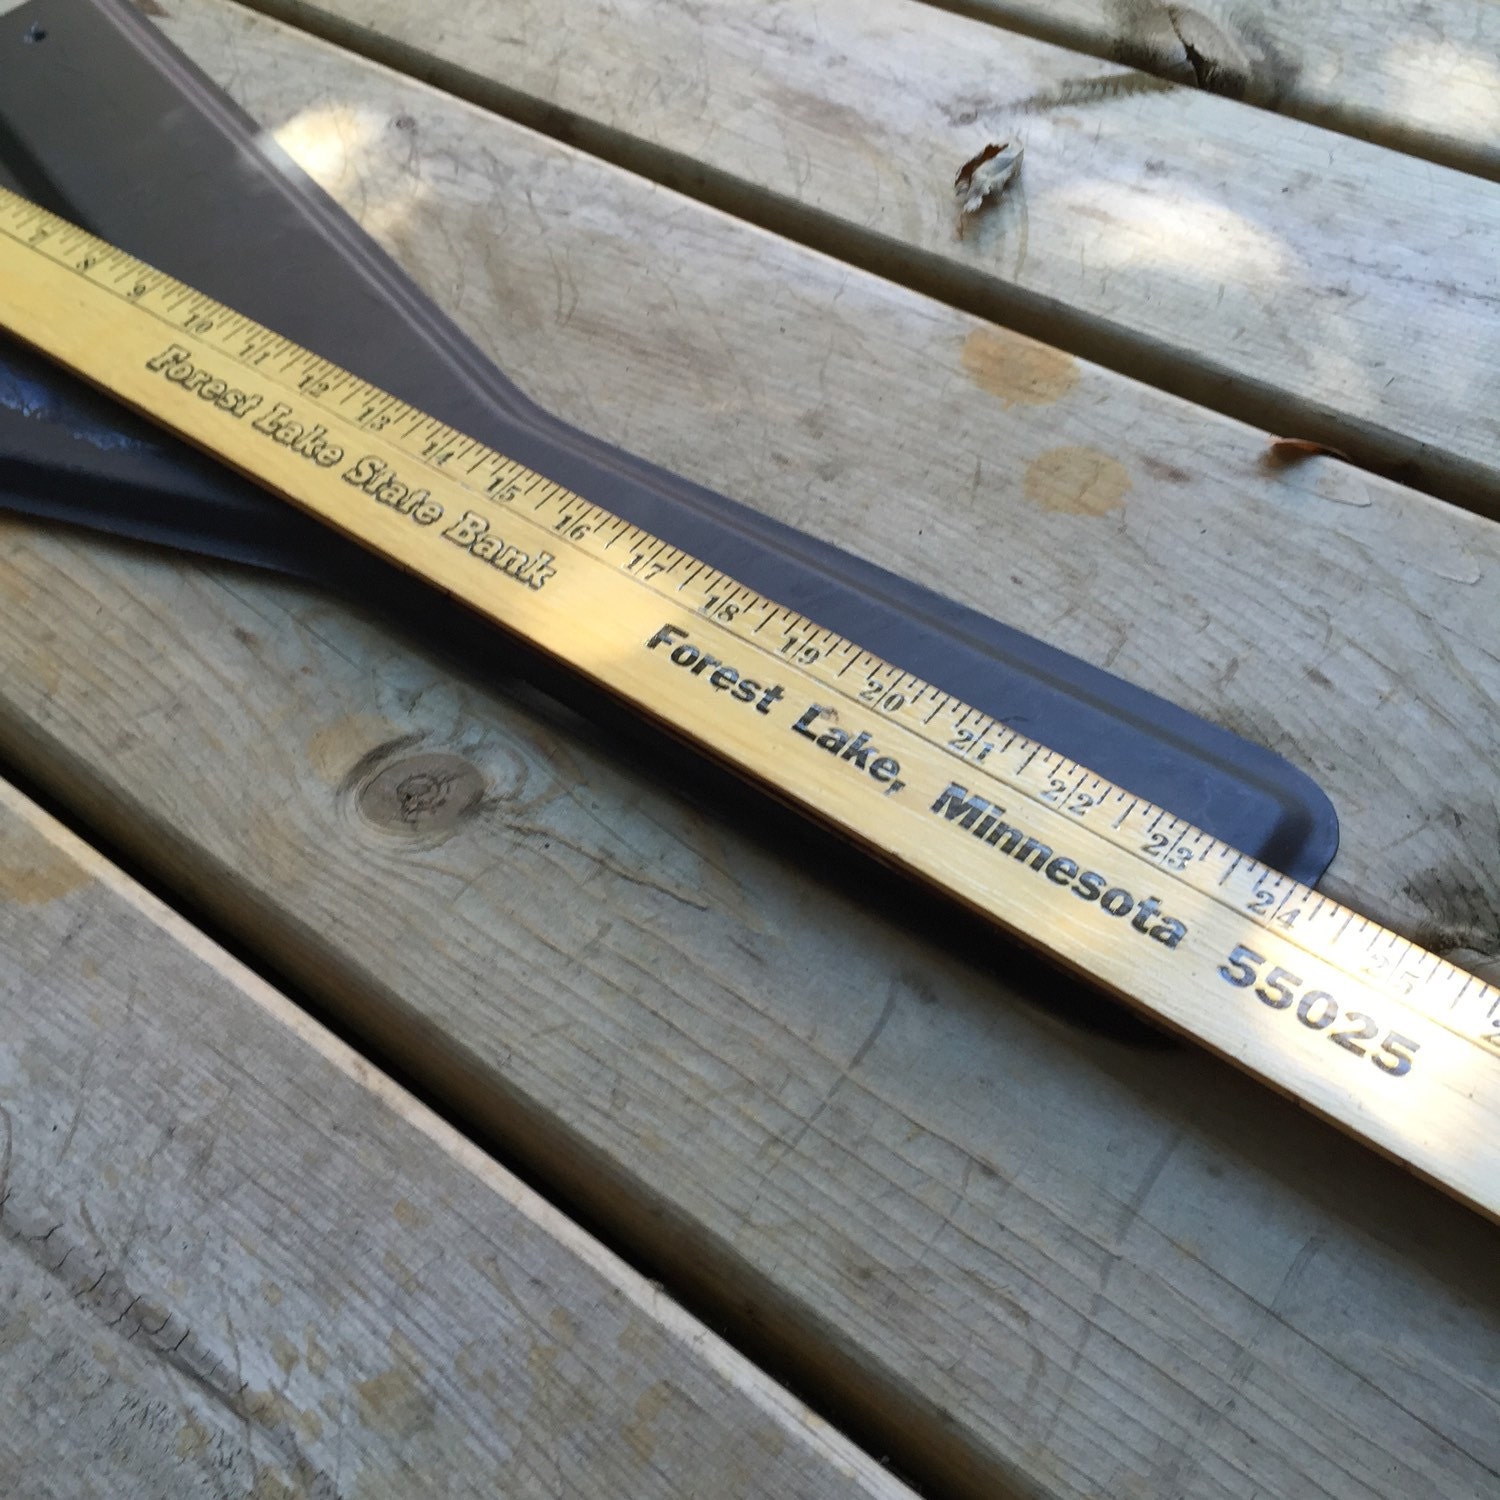 7 8 9 10 11 12 13 14 15 16 17 18 19 20 21 22 23 24 25
Forest Lake State Bank
Forest Lake, Minnesota 55025